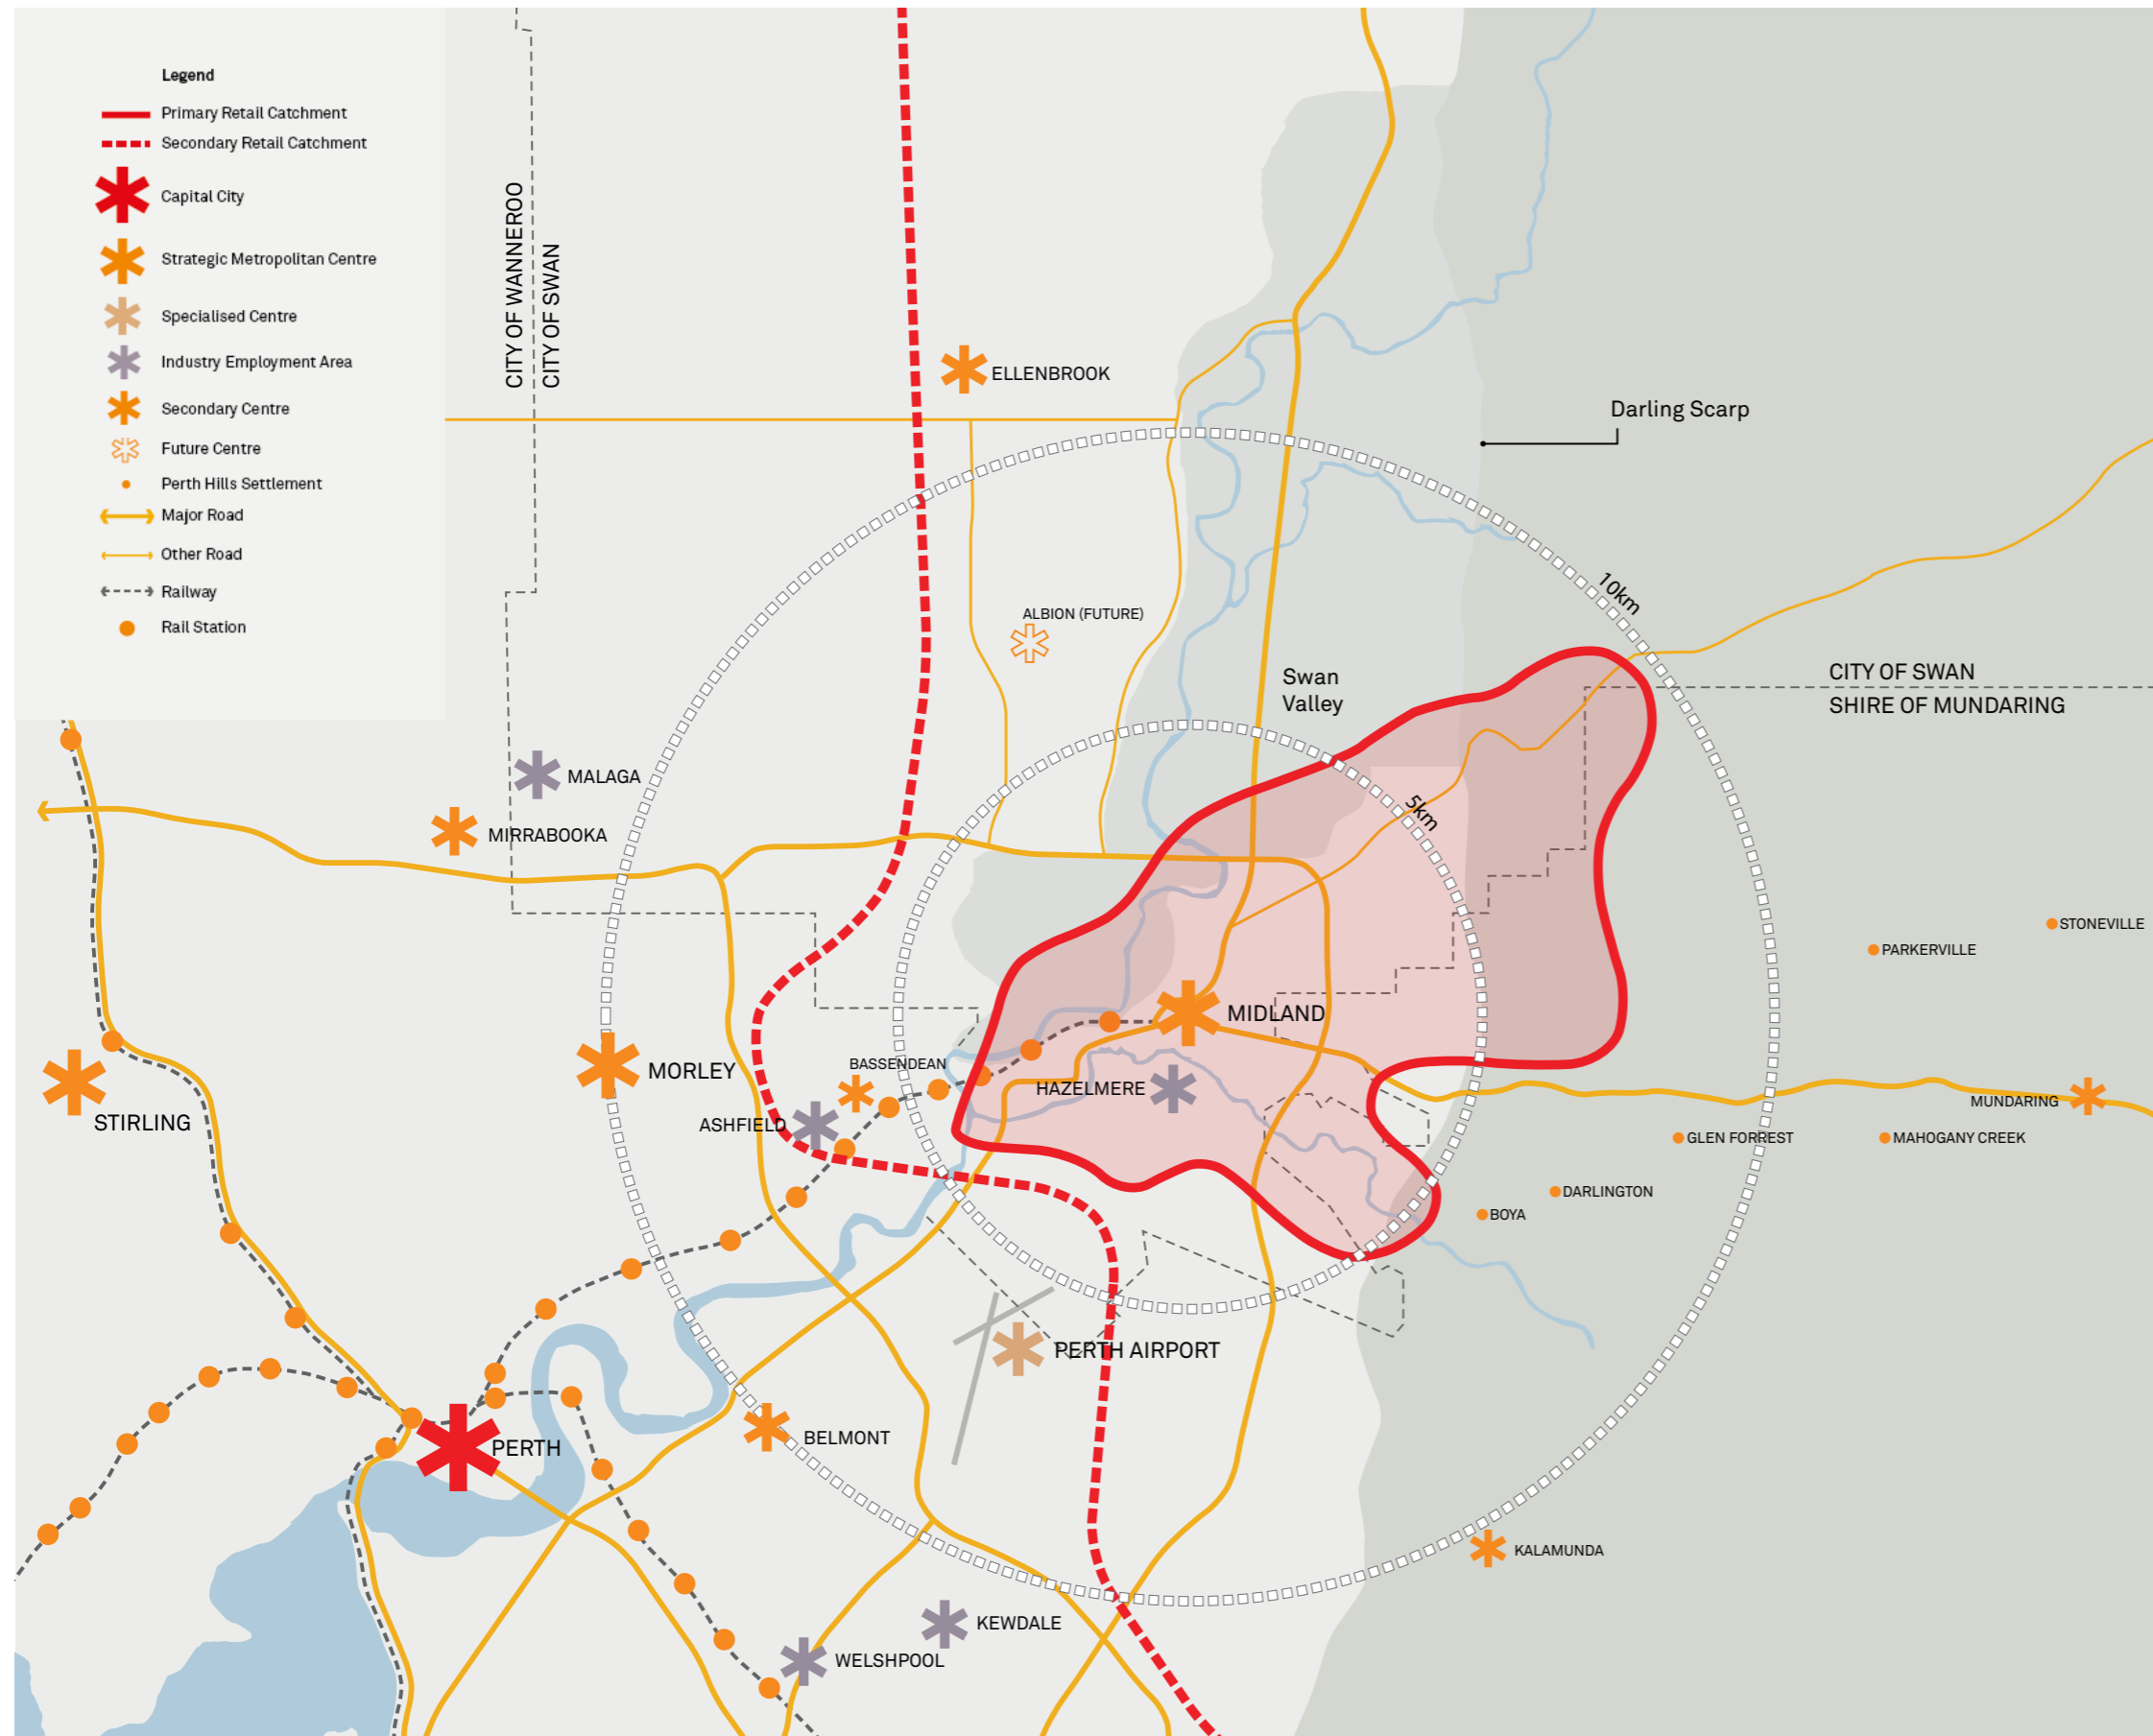 Legend
Primary Retail Catchment
Secondary Retail Catchment
Capital City
Strategic Metropolitan Centre
Specialised Centre
Industry Employment Area
Secondary Centre
Future Centre
Perth Hills Settlement
Major Road
Other Road
Railway
Rail Station
CITY OF WANNEROO
CITY OF SWAN
ELLENBROOK
Darling Scarp
10km
ALBION (FUTURE)
Swan
Valley
CITY OF SWAN
SHIRE OF MUNDARING
MALAGA
MIRRABOOKA
5km
STONEVILLE
PARKERVILLE
MIDLAND
BASSENDEAN
MORLEY
HAZELMERE
MUNDARING
STIRLING
ASHFIELD
GLEN FORREST
MAHOGANY CREEK
DARLINGTON
BOYA
PERTH AIRPORT
BELMONT
PERTH
KALAMUNDA
KEWDALE
WELSHPOOL